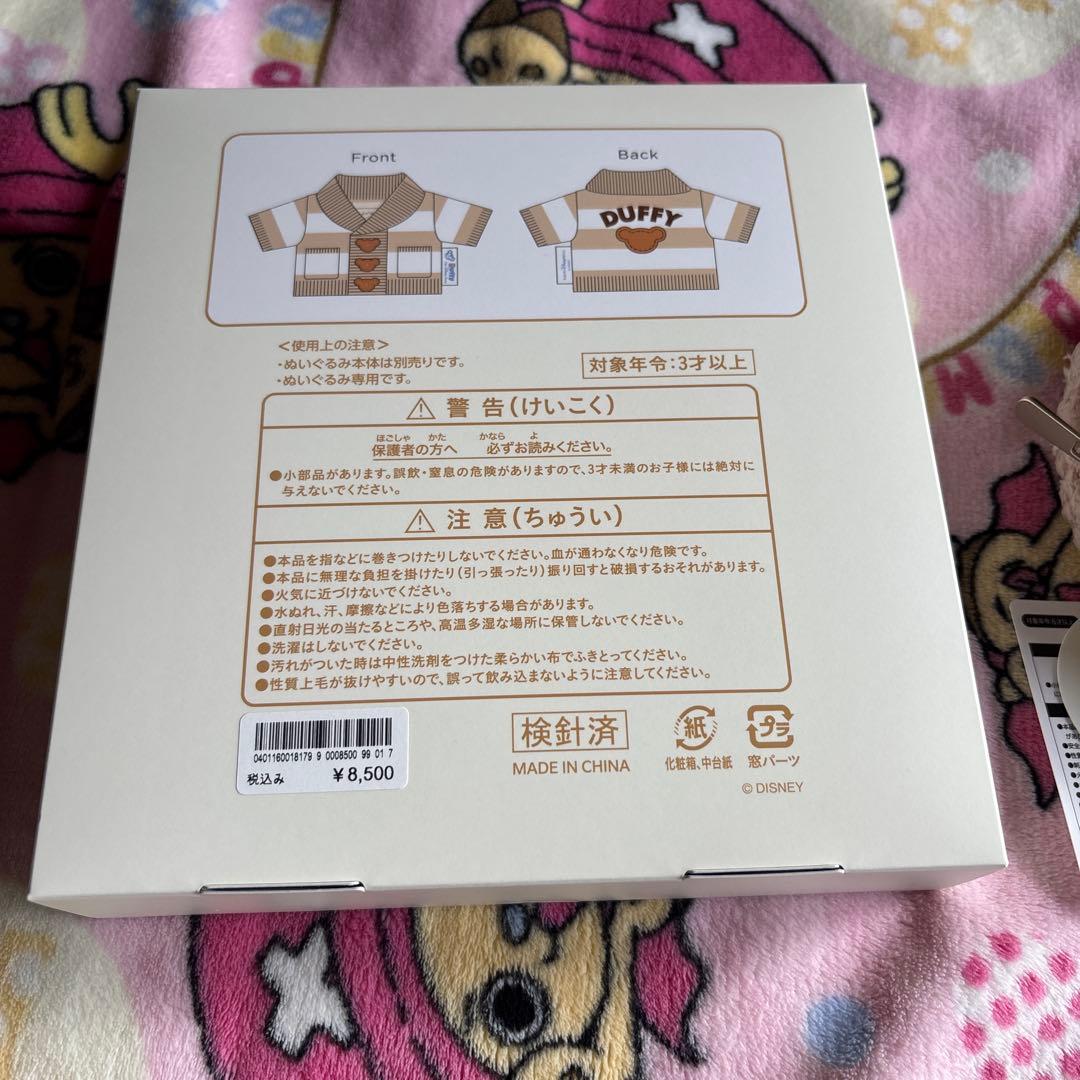 Front
Back
DUFFY
<使用上の注意>
・ぬいぐるみ本体は別売りです。
・ぬいぐるみ専用です。
対象年令:3才以上
警告(けいこく)
ほごしゃ かた かなら よ
保護者の方へ 必ずお読みください。
●小部品があります。誤飲・窒息の危険がありますので、3才未満のお子様には絶対に
与えないでください。
注意(ちゅうい)
●本品を指などに巻きつけたりしないでください。血が通わなくなり危険です。
●本品に無理な負担を掛けたり(引っ張ったり)振り回すと破損するおそれがあります。
●火気に近づけないでください。
●水ぬれ、汗、摩擦などにより色落ちする場合があります。
●直射日光の当たるところや、高温多湿な場所に保管しないでください。
●洗濯はしないでください。
●汚れがついた時は中性洗剤をつけた柔らかい布でふきとってください。
●性質上毛が抜けやすいので、誤って飲み込まないように注意してください。
0401160018179 9 0008500 99 01 7
税込み ¥8,500
検針済
MADE IN CHINA
紙
化粧箱、中台紙
プラ
窓パーツ
© DISNEY